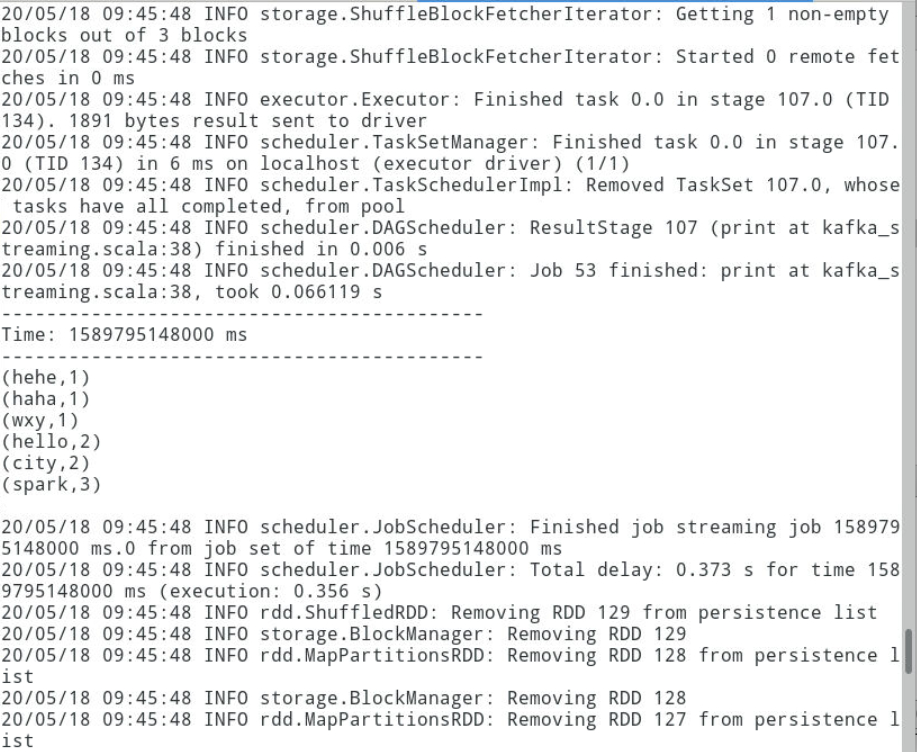 20/05/18 09:45:48 INFO storage.ShuffleBlockFetcherIterator: Getting 1 non-empty
blocks out of 3 blocks
20/05/18 09:45:48 INFO storage.ShuffleBlockFetcherIterator: Started 0 remote fet
ches in 0 ms
20/05/18 09:45:48 INFO executor.Executor: Finished task 0.0 in stage 107.0 (TID
134). 1891 bytes result sent to driver
20/05/18 09:45:48 INFO scheduler.TaskSetManager: Finished task 0.0 in stage 107.
0 (TID 134) in 6 ms on localhost (executor driver) (1/1)
20/05/18 09:45:48 INFO scheduler.TaskSchedulerImpl: Removed TaskSet 107.0, whose
 tasks have all completed, from pool
20/05/18 09:45:48 INFO scheduler.DAGScheduler: ResultStage 107 (print at kafka_s
treaming.scala:38) finished in 0.006 s
20/05/18 09:45:48 INFO scheduler.DAGScheduler: Job 53 finished: print at kafka_s
treaming.scala:38, took 0.066119 s
-------------------------------------------
Time: 1589795148000 ms
-------------------------------------------
(hehe,1)
(haha,1)
(wxy,1)
(hello,2)
(city,2)
(spark,3)

20/05/18 09:45:48 INFO scheduler.JobScheduler: Finished job streaming job 158979
5148000 ms.0 from job set of time 1589795148000 ms
20/05/18 09:45:48 INFO scheduler.JobScheduler: Total delay: 0.373 s for time 158
9795148000 ms (execution: 0.356 s)
20/05/18 09:45:48 INFO rdd.ShuffledRDD: Removing RDD 129 from persistence list
20/05/18 09:45:48 INFO storage.BlockManager: Removing RDD 129
20/05/18 09:45:48 INFO rdd.MapPartitionsRDD: Removing RDD 128 from persistence l
ist
20/05/18 09:45:48 INFO storage.BlockManager: Removing RDD 128
20/05/18 09:45:48 INFO rdd.MapPartitionsRDD: Removing RDD 127 from persistence l
ist